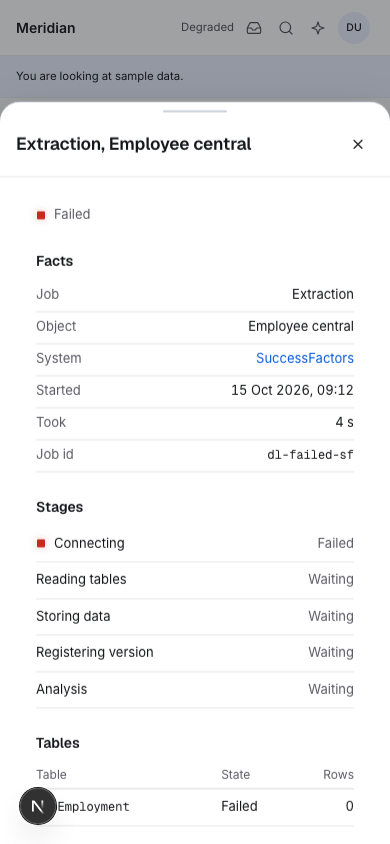 Meridian
Degraded
DU
You are looking at sample data.
Extraction, Employee central
Failed
Facts
Job Extraction
Object Employee central
System SuccessFactors
Started 15 Oct 2026, 09:12
Took 4 s
Job id dl-failed-sf
Stages
Connecting Failed
Reading tables Waiting
Storing data Waiting
Registering version Waiting
Analysis Waiting
Tables
Table State Rows
N Employment Failed 0